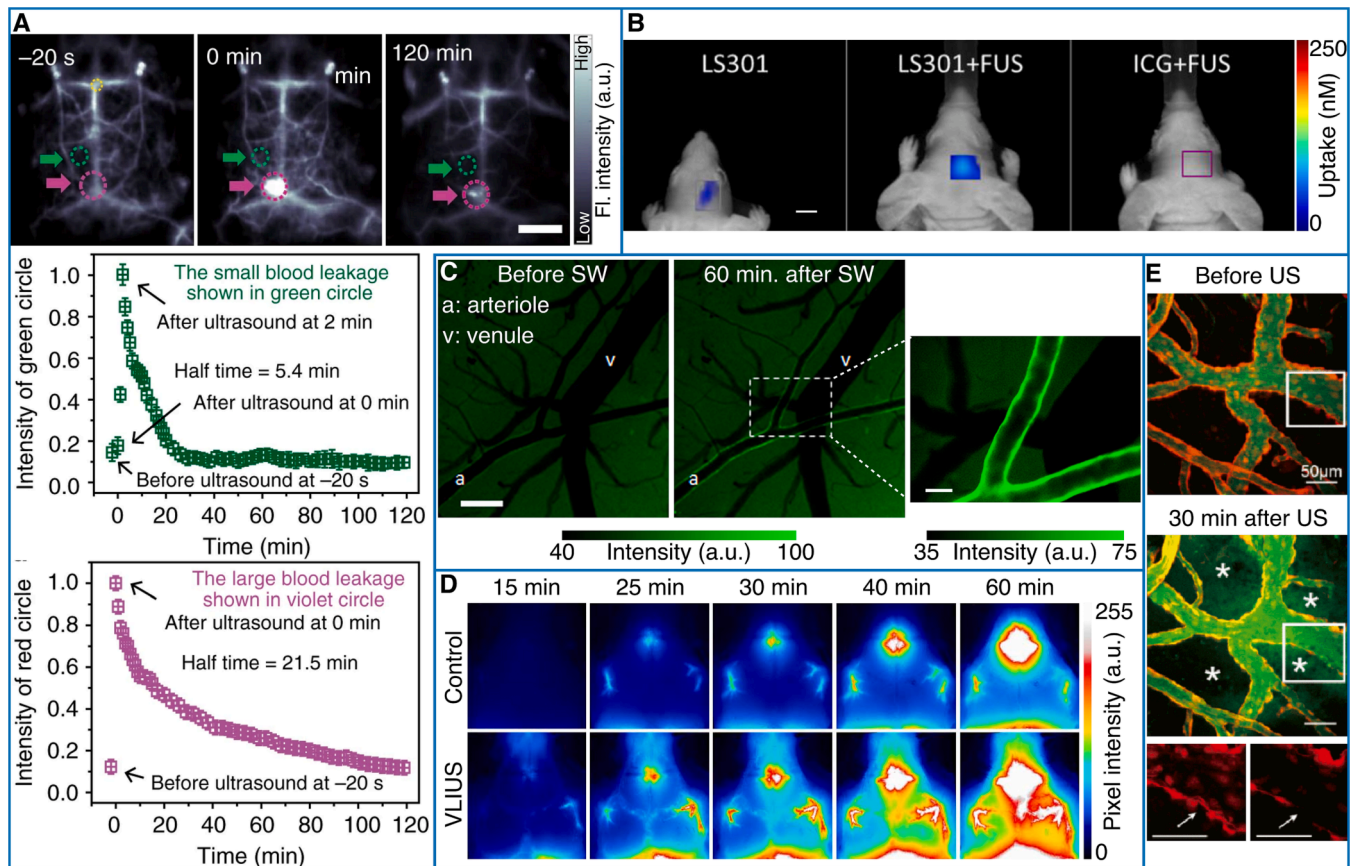 A
–20 s
0 min
min
120 min
High
Fl. intensity (a.u.)
Low
1.0
0.8
0.6
0.4
0.2
0.0
Intensity of green circle
The small blood leakage
shown in green circle
After ultrasound at 2 min
Half time = 5.4 min
After ultrasound at 0 min
Before ultrasound at –20 s
0 20 40 60 80 100 120
Time (min)
1.0
0.8
0.6
0.4
0.2
0.0
Intensity of red circle
The large blood leakage
shown in violet circle
After ultrasound at 0 min
Half time = 21.5 min
Before ultrasound at –20 s
0 20 40 60 80 100 120
Time (min)
B
LS301
LS301+FUS
ICG+FUS
250
Uptake (nM)
0
C
Before SW
60 min. after SW
a: arteriole
v: venule
v
v
a
a
40 Intensity (a.u.) 100
35 Intensity (a.u.) 75
D
15 min 25 min 30 min 40 min 60 min
Control
VLIUS
255
Pixel intensity (a.u.)
0
E
Before US
50µm
30 min after US
* * * *